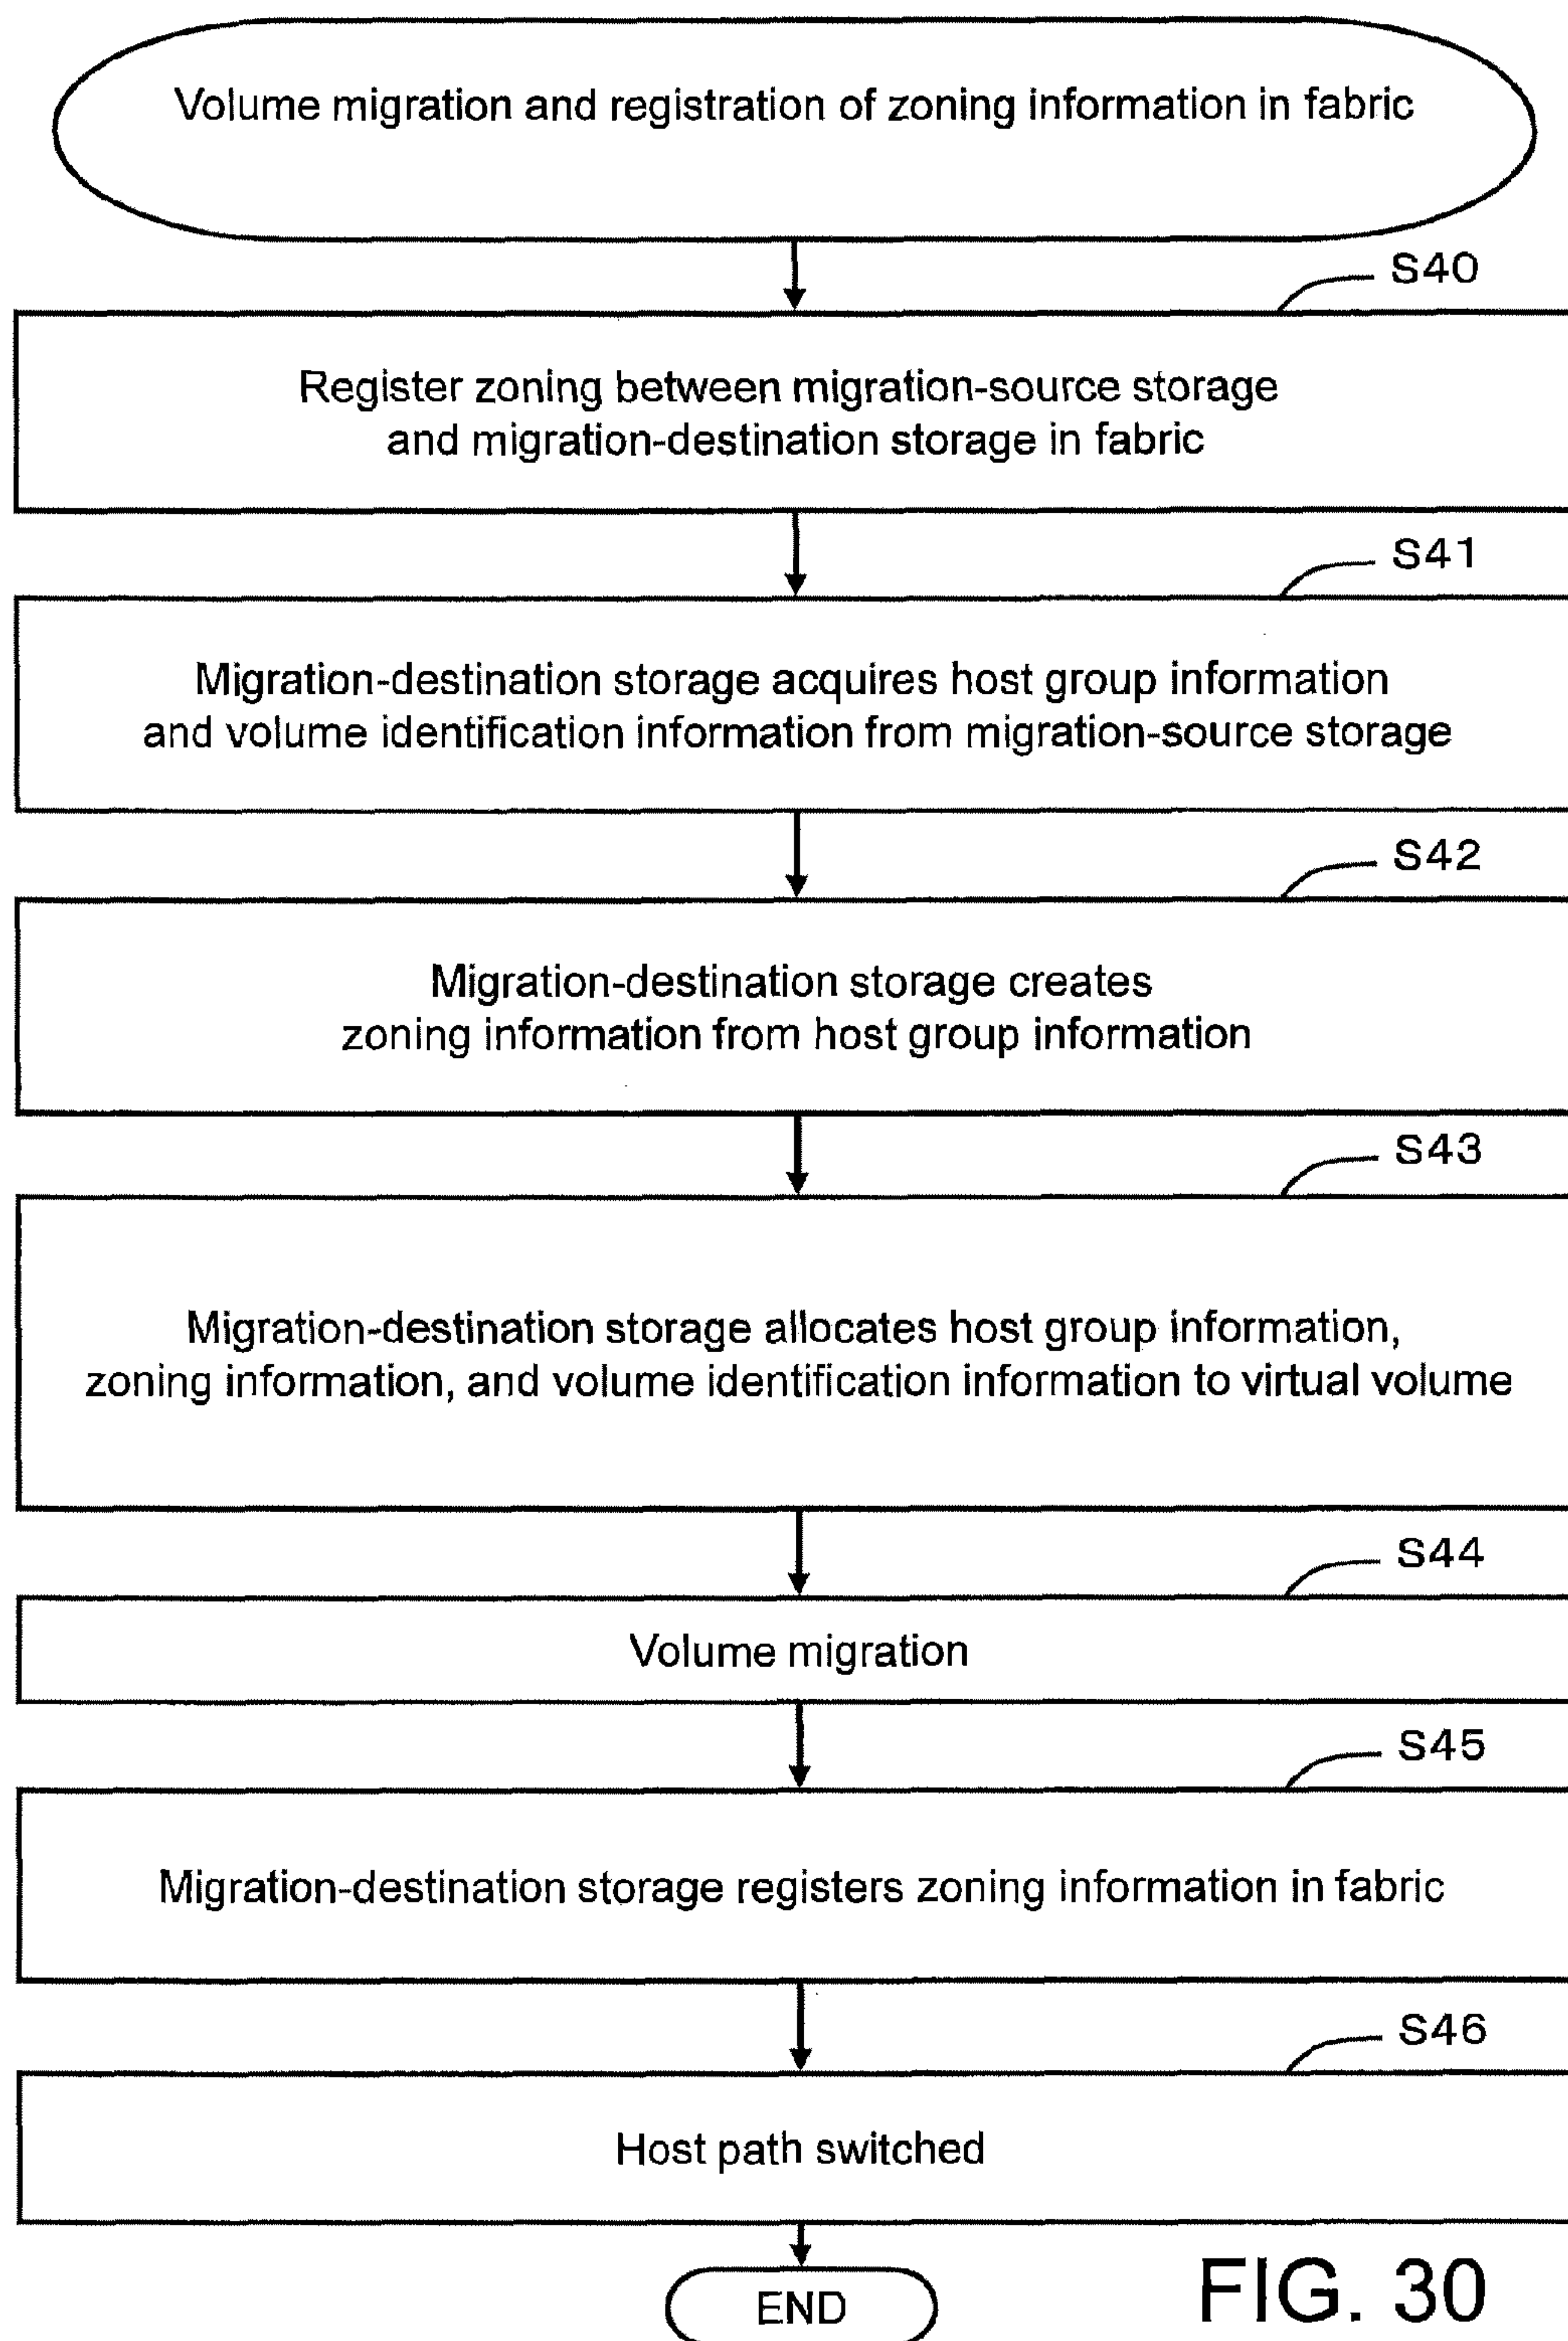 Volume migration and registration of zoning information in fabric
S40
Register zoning between migration-source storage
and migration-destination storage in fabric
S41
Migration-destination storage acquires host group information
and volume identification information from migration-source storage
S42
Migration-destination storage creates
zoning information from host group information
S43
Migration-destination storage allocates host group information,
zoning information, and volume identification information to virtual volume
S44
Volume migration
S45
Migration-destination storage registers zoning information in fabric
S46
Host path switched
END
FIG. 30